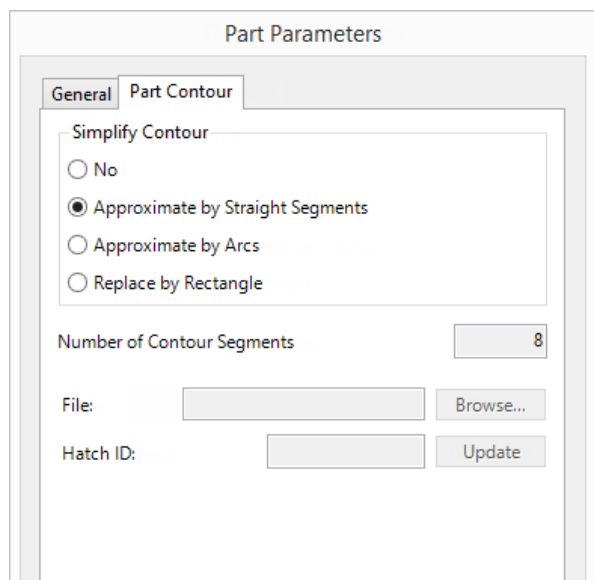 Part Parameters
General Part Contour
Simplify Contour
No
Approximate by Straight Segments
Approximate by Arcs
Replace by Rectangle
Number of Contour Segments 8
File: Browse...
Hatch ID: Update